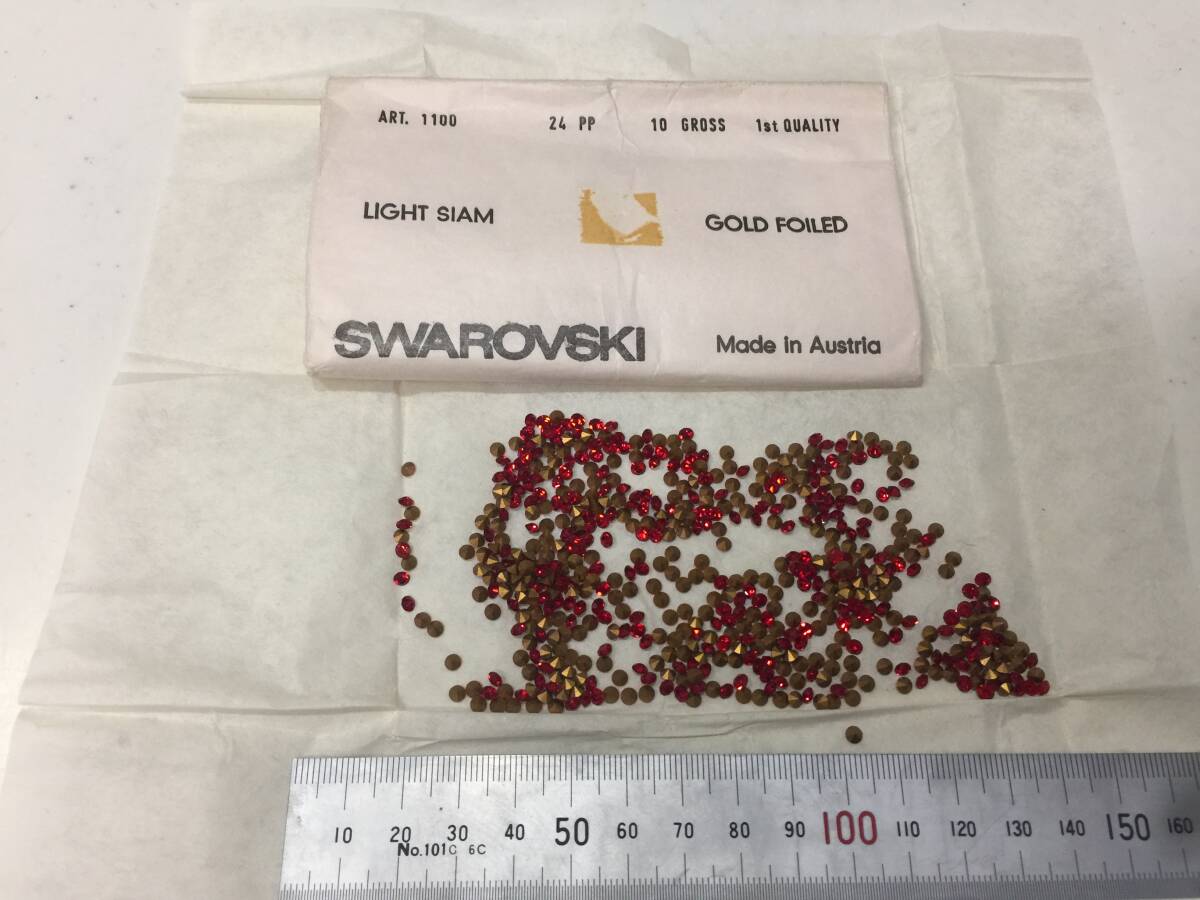 ART. 1100 24 PP 10 GROSS 1st QUALITY
LIGHT SIAM GOLD FOILED
SWAROVSKI Made in Austria
10 20 30 40 50 60 70 80 90 100 110 120 130 140 150 160
No.101C 6C